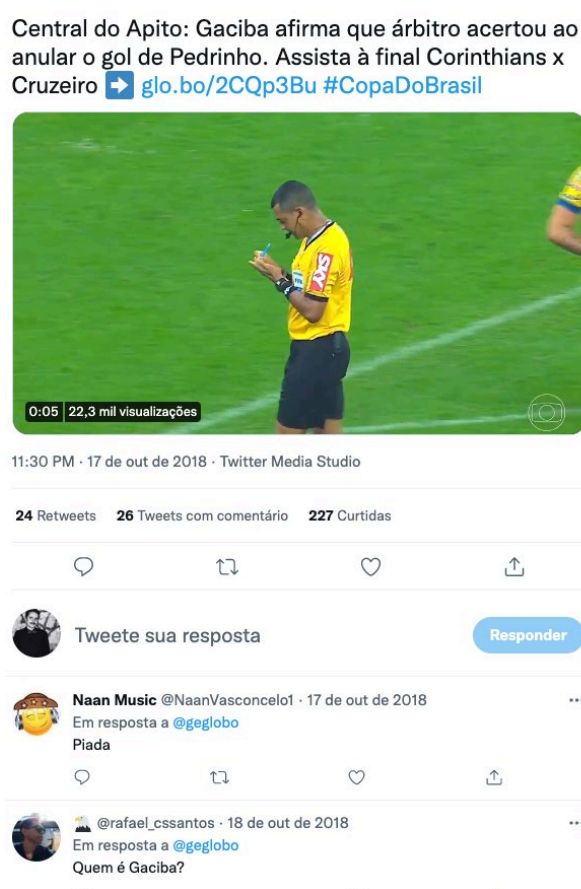 Central do Apito: Gaciba afirma que árbitro acertou ao
anular o gol de Pedrinho. Assista à final Corinthians x
Cruzeiro ➡️ glo.bo/2CQp3Bu #CopaDoBrasil
SKY
0:05 22,3 mil visualizações
11:30 PM · 17 de out de 2018 · Twitter Media Studio
24 Retweets 26 Tweets com comentário 227 Curtidas
Tweete sua resposta
Responder
Naan Music @NaanVasconcelo1 · 17 de out de 2018
Em resposta a @geglobo
Piada
@rafael_cssantos · 18 de out de 2018
Em resposta a @geglobo
Quem é Gaciba?